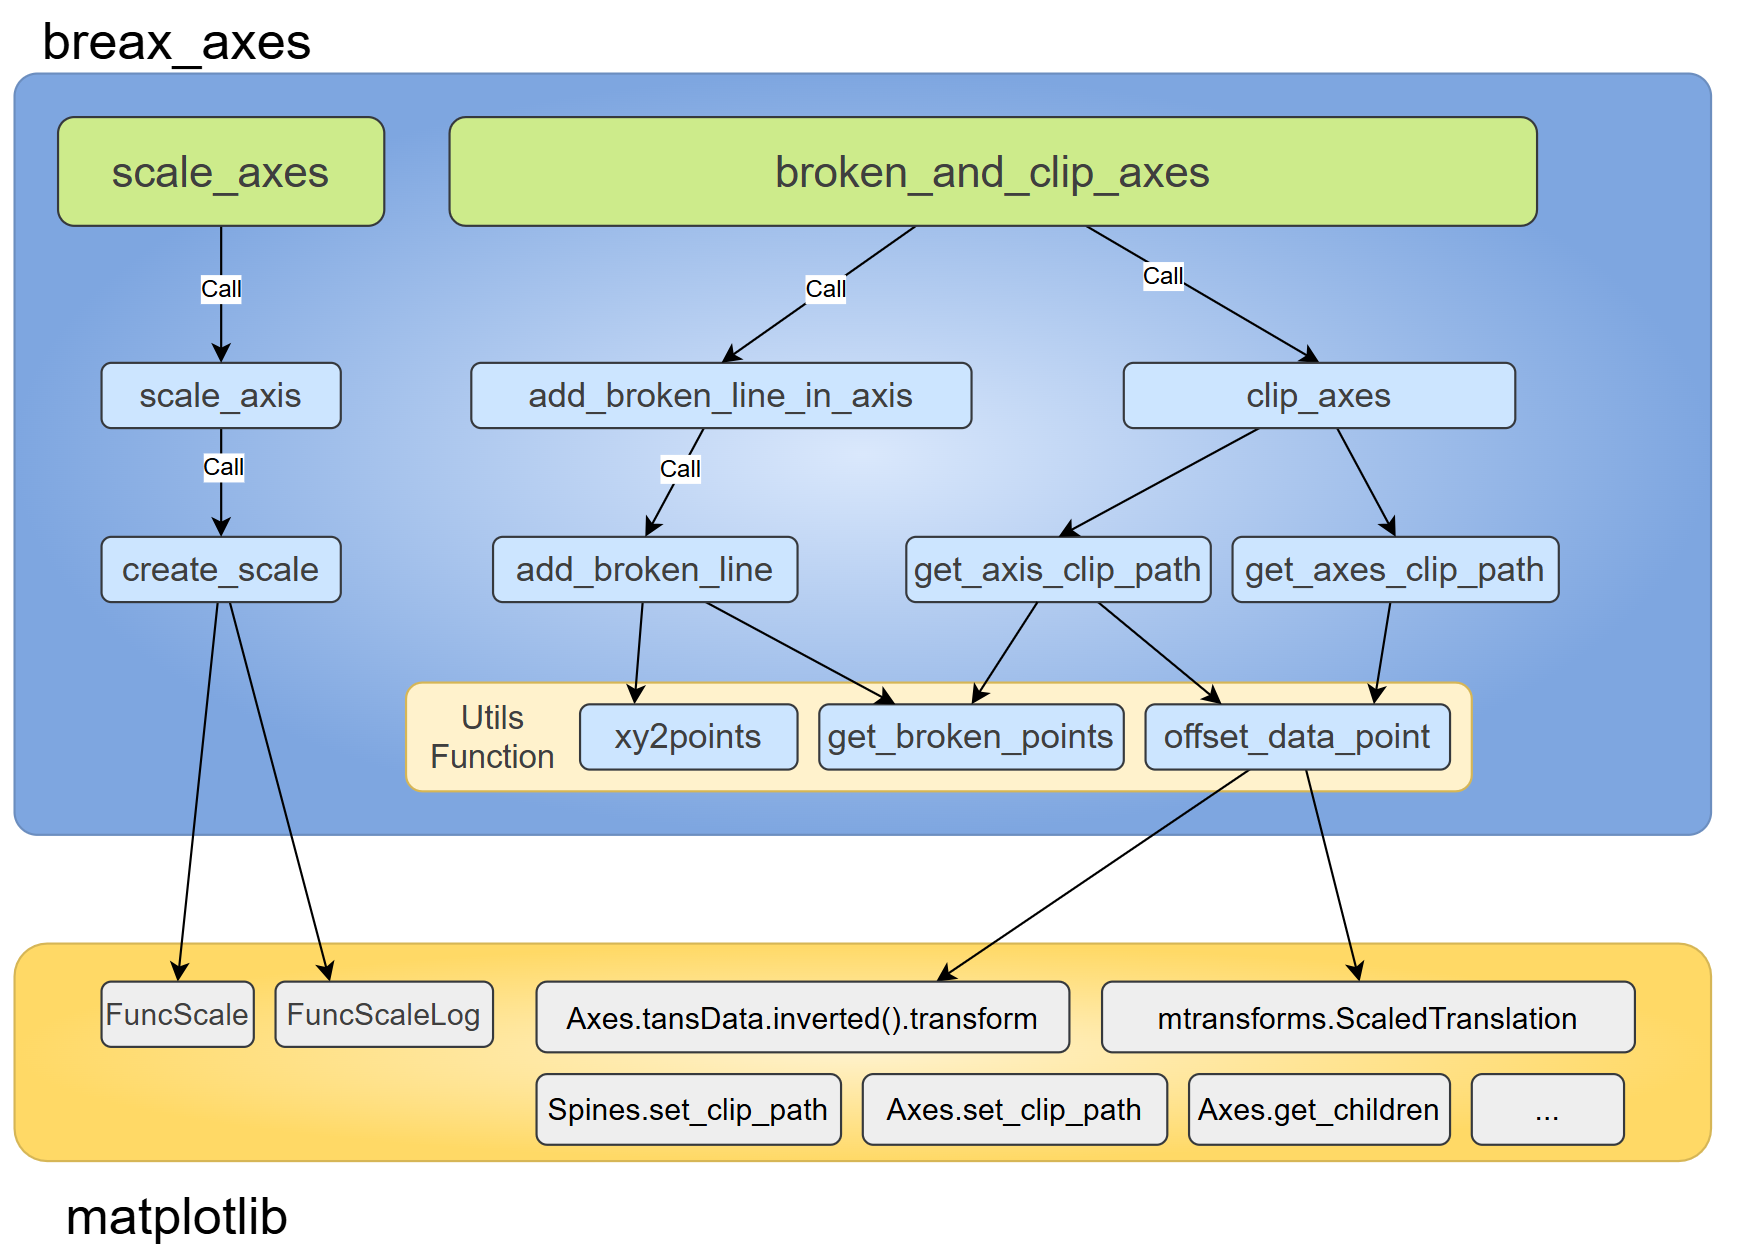 breax_axes
scale_axes
broken_and_clip_axes
Call
Call
Call
scale_axis
add_broken_line_in_axis
clip_axes
Call
Call
create_scale
add_broken_line
get_axis_clip_path
get_axes_clip_path
Utils
Function
xy2points
get_broken_points
offset_data_point
FuncScale
FuncScaleLog
Axes.tansData.inverted().transform
mtransforms.ScaledTranslation
Spines.set_clip_path
Axes.set_clip_path
Axes.get_children
...
matplotlib